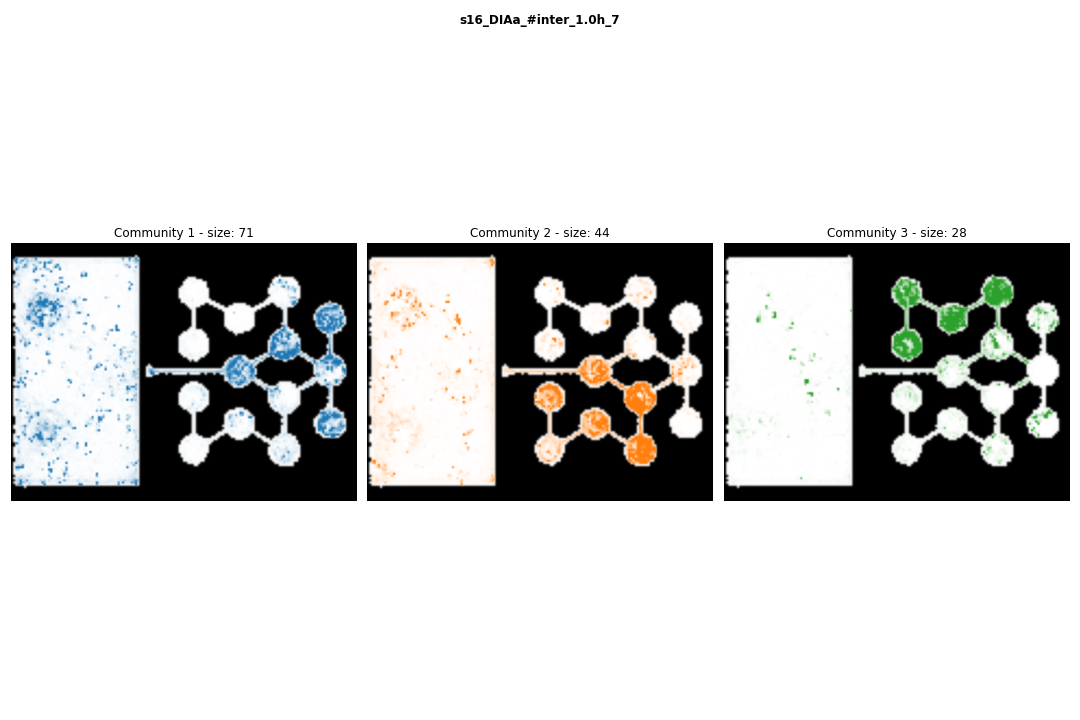 s16_DIAa_#inter_1.0h_7
Community 1 - size: 71
Community 2 - size: 44
Community 3 - size: 28